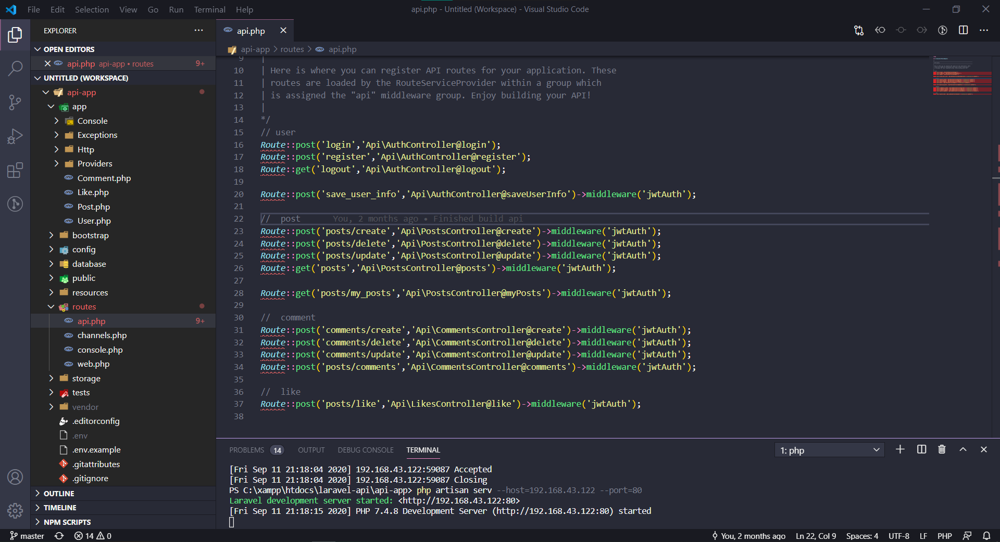 File Edit Selection View Go Run Terminal Help
api.php - Untitled (Workspace) - Visual Studio Code
EXPLORER
OPEN EDITORS
api.php api-app • routes 9+
UNTITLED (WORKSPACE)
api-app
app
Console
Exceptions
Http
Providers
Comment.php
Like.php
Post.php
User.php
bootstrap
config
database
public
resources
routes
api.php 9+
channels.php
console.php
web.php
storage
tests
vendor
.editorconfig
.env
.env.example
.gitattributes
.gitignore
OUTLINE
TIMELINE
NPM SCRIPTS
api.php
api-app > routes > api.php
9 |
10 | Here is where you can register API routes for your application. These
11 | routes are loaded by the RouteServiceProvider within a group which
12 | is assigned the "api" middleware group. Enjoy building your API!
13 |
14 */
15 // user
16 Route::post('login','Api\AuthController@login');
17 Route::post('register','Api\AuthController@register');
18 Route::get('logout','Api\AuthController@logout');
19
20 Route::post('save_user_info','Api\AuthController@saveUserInfo')->middleware('jwtAuth');
21
22 //  post You, 2 months ago • Finished build api
23 Route::post('posts/create','Api\PostsController@create')->middleware('jwtAuth');
24 Route::post('posts/delete','Api\PostsController@delete')->middleware('jwtAuth');
25 Route::post('posts/update','Api\PostsController@update')->middleware('jwtAuth');
26 Route::get('posts','Api\PostsController@posts')->middleware('jwtAuth');
27
28 Route::get('posts/my_posts','Api\PostsController@myPosts')->middleware('jwtAuth');
29
30 //  comment
31 Route::post('comments/create','Api\CommentsController@create')->middleware('jwtAuth');
32 Route::post('comments/delete','Api\CommentsController@delete')->middleware('jwtAuth');
33 Route::post('comments/update','Api\CommentsController@update')->middleware('jwtAuth');
34 Route::post('posts/comments','Api\CommentsController@comments')->middleware('jwtAuth');
35
36 //  like
37 Route::post('posts/like','Api\LikesController@like')->middleware('jwtAuth');
38
PROBLEMS 14 OUTPUT DEBUG CONSOLE TERMINAL
1: php
[Fri Sep 11 21:18:04 2020] 192.168.43.122:59087 Accepted
[Fri Sep 11 21:18:04 2020] 192.168.43.122:59087 Closing
PS C:\xampp\htdocs\laravel-api\api-app> php artisan serv --host=192.168.43.122 --port=80
Laravel development server started: <http://192.168.43.122:80>
[Fri Sep 11 21:18:15 2020] PHP 7.4.8 Development Server (http://192.168.43.122:80) started
master 14 0
You, 2 months ago Ln 22, Col 9 Spaces: 4 UTF-8 LF PHP